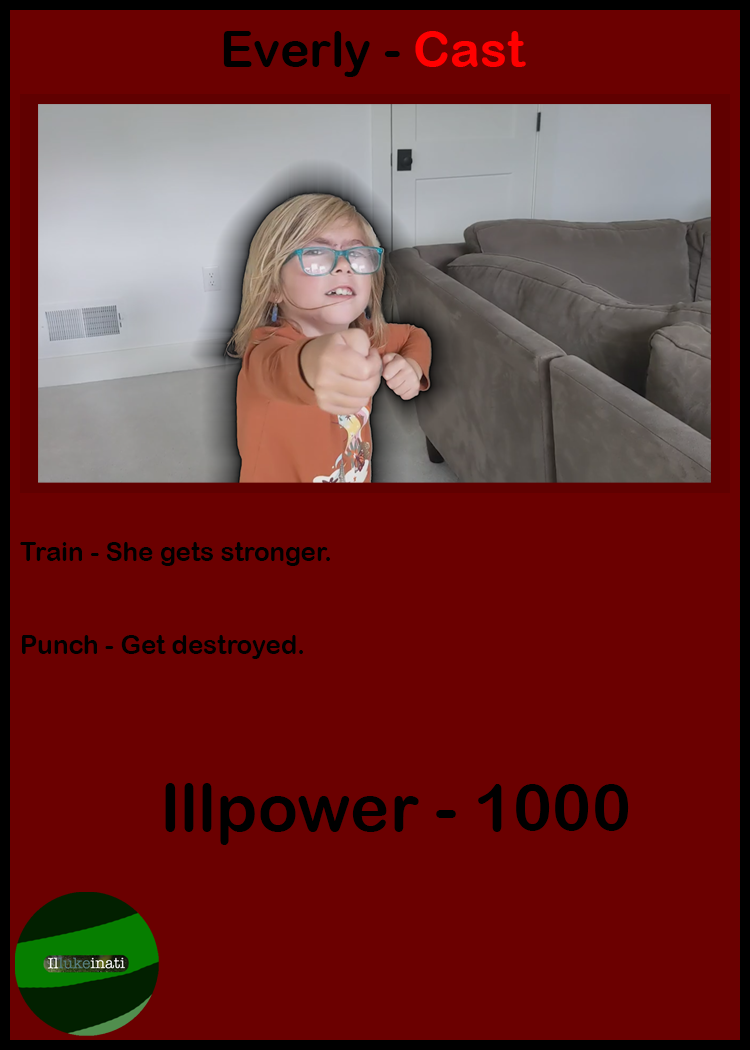 Everly - Cast
Train - She gets stronger.
Punch - Get destroyed.
Illpower - 1000
Illukeinati